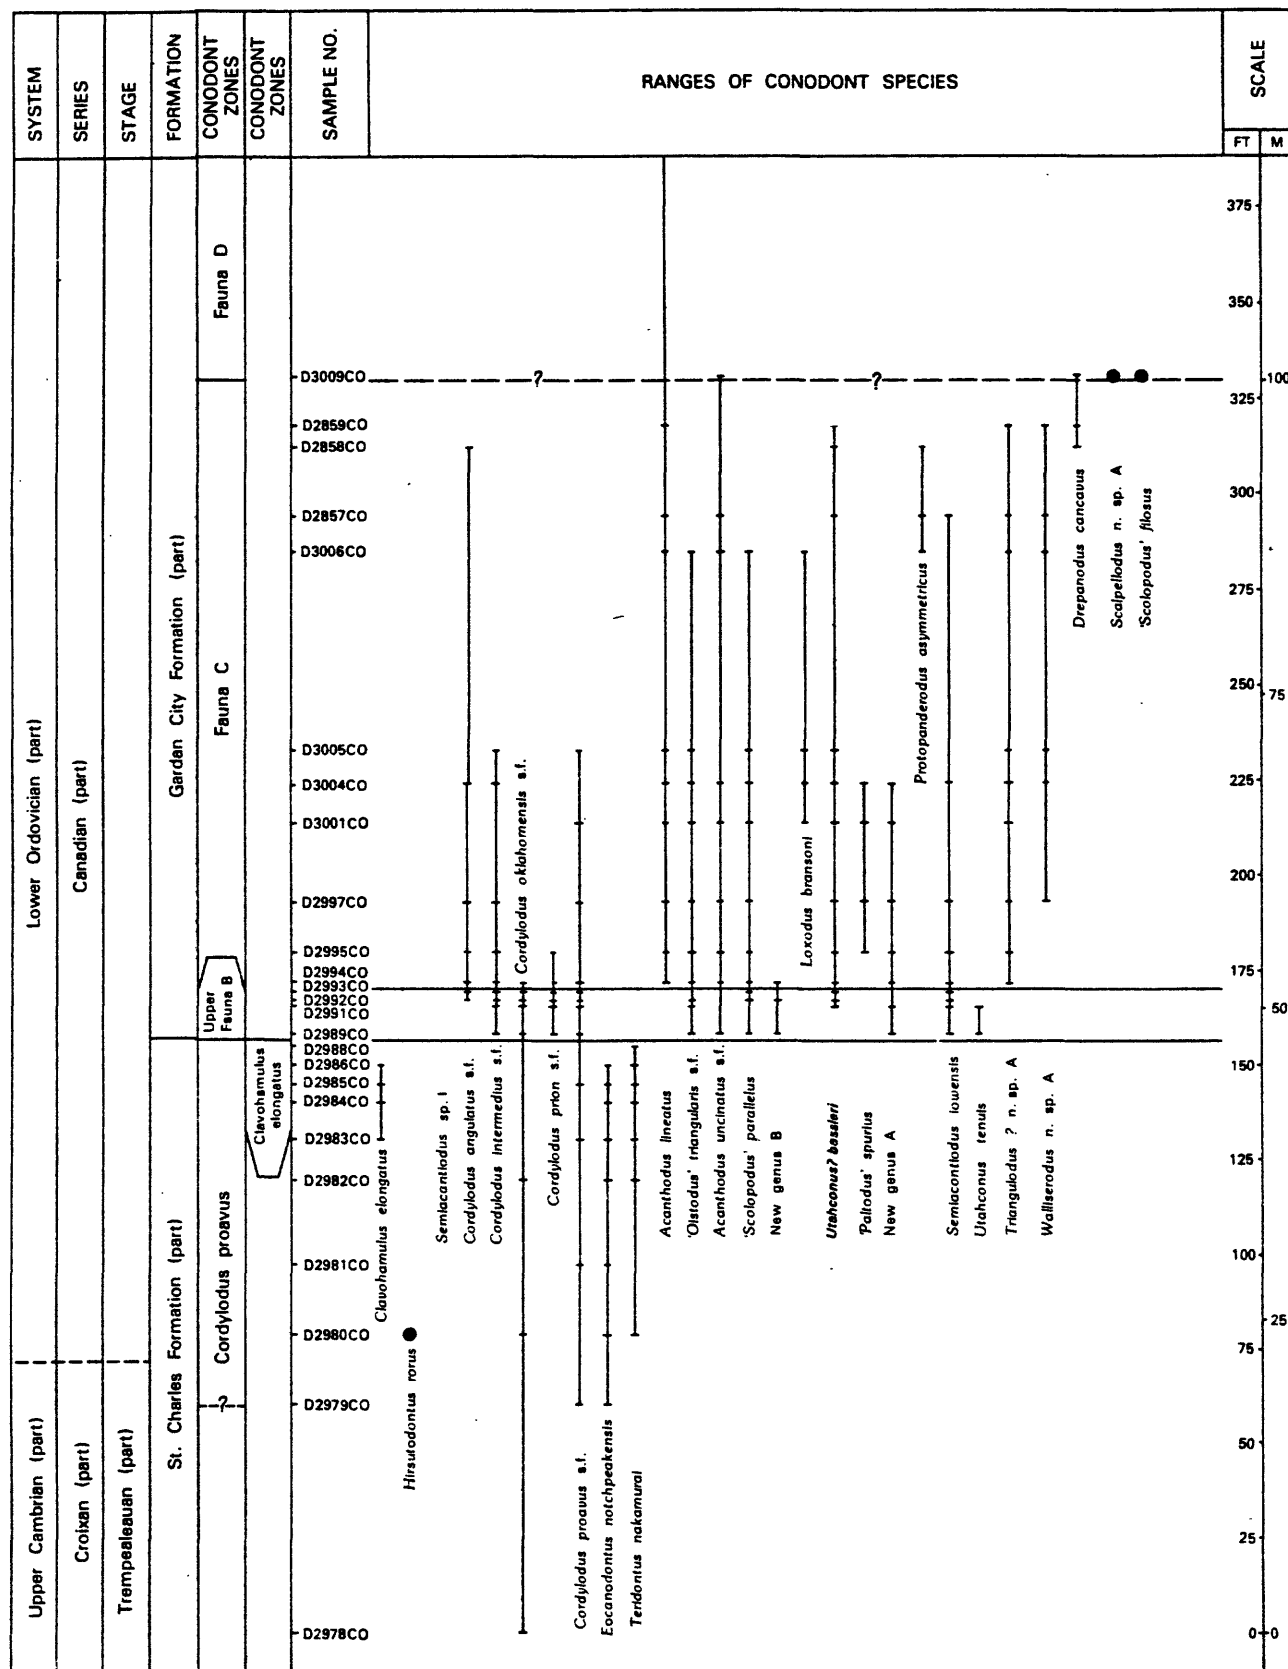 SYSTEM
SERIES
STAGE
FORMATION
CONODONT
ZONES
CONODONT
ZONES
SAMPLE NO.
RANGES OF CONODONT SPECIES
SCALE
FT
M
Lower Ordovician (part)
Upper Cambrian (part)
Canadian (part)
Croixan (part)
Trempealeauan (part)
Gardan City Formation (part)
St. Charles Formation (part)
Fauna D
Fauna C
Upper
Fauna B
Cordylodus proavus
?
Clavohamulus
elongatus
D3009CO
D2859CO
D2858CO
D2857CO
D3006CO
D3005CO
D3004CO
D3001CO
D2997CO
D2995CO
D2994CO
D2993CO
D2992CO
D2991CO
D2989CO
D2988CO
D2986CO
D2985CO
D2984CO
D2983CO
D2982CO
D2981CO
D2980CO
D2979CO
D2978CO
?
?
Clavohamulus elongatus
Hirsutodontus rorus
Semiacantiodus sp. I
Cordylodus angulatus s.f.
Cordylodus intermedius s.f.
Cordylodus oklahomensis s.f.
Cordylodus prion s.f.
Cordylodus proavus s.f.
Eocanodontus notchpeakensis
Teridontus nakamurai
Acanthodus lineatus
'Oistodus' triangularis s.f.
Acanthodus uncinatus s.f.
'Scolopodus' parallelus
New genus B
Loxodus bransoni
Utahconus? bassleri
'Paltodus' spurius
New genus A
Protopanderodus asymmetricus
Semiacontiodus iowensis
Utahconus tenuis
Triangulodus ? n. sp. A
Walliserodus n. sp. A
Drepanodus cancavus
Scalpellodus n. sp. A
'Scolopodus' filosus
375
350
325
300
275
250
225
200
175
150
125
100
75
50
25
0
100
75
50
25
0